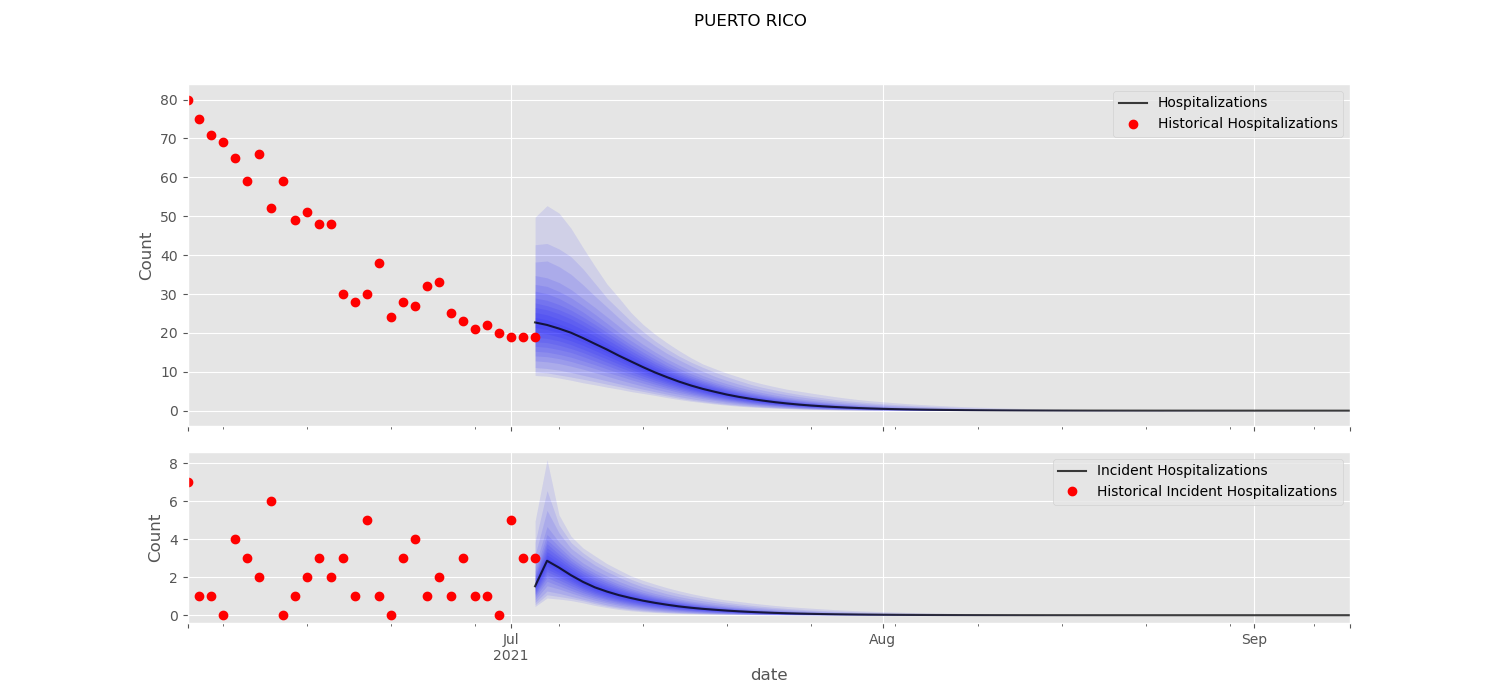 PUERTO RICO
80
70
60
50
40
30
20
10
0
Count
Hospitalizations
Historical Hospitalizations
8
6
4
2
0
Count
Incident Hospitalizations
Historical Incident Hospitalizations
Jul
2021
Aug
Sep
date